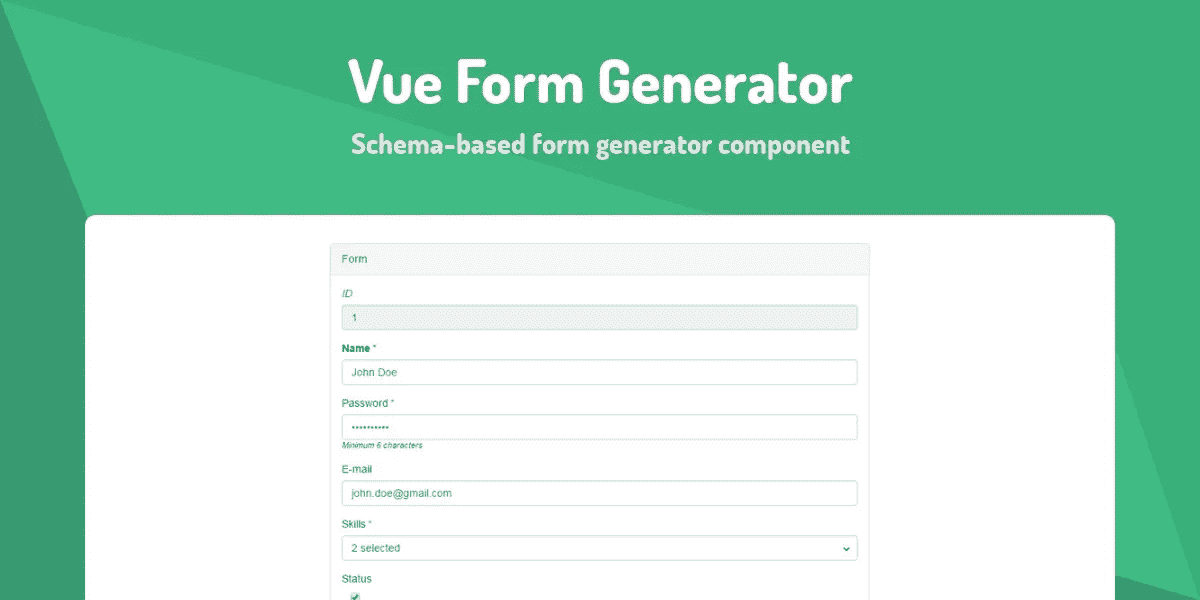 Vue Form Generator
Schema-based form generator component
Form
ID
1
Name *
John Doe
Password *
••••••••••
Minimum 6 characters
E-mail
john.doe@gmail.com
Skills *
2 selected
Status